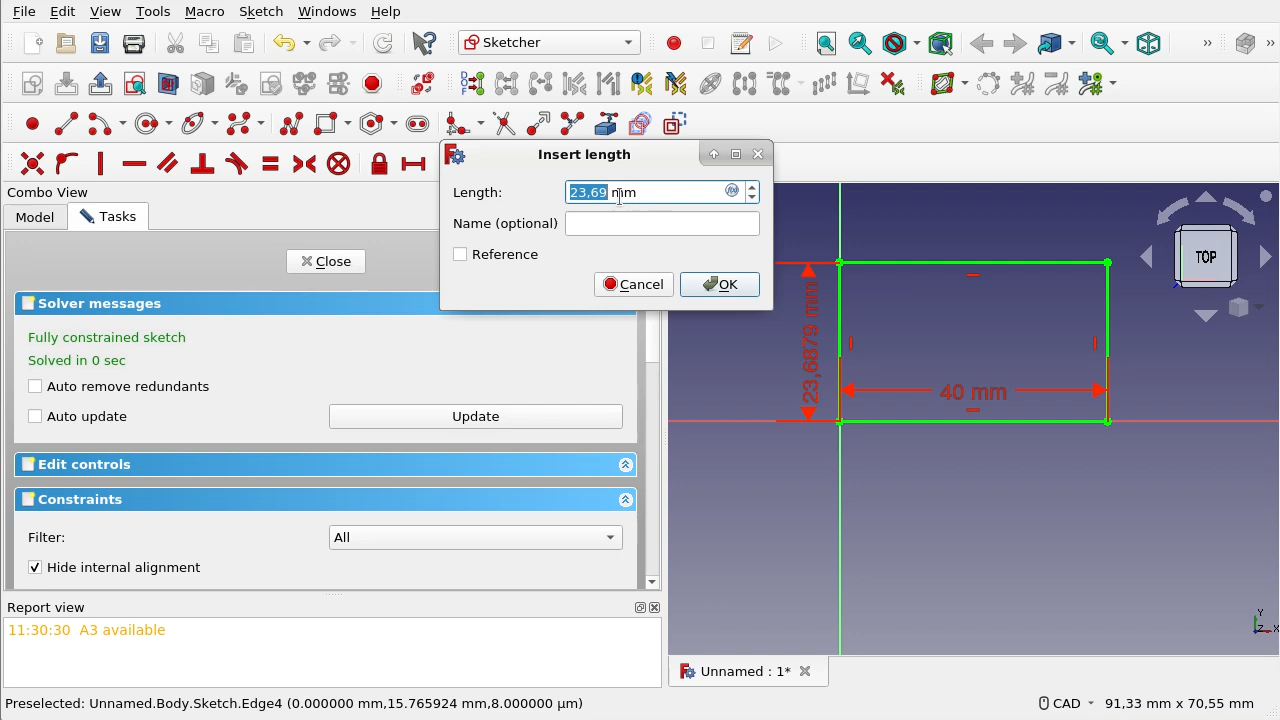 File Edit View Tools Macro Sketch Windows Help
Sketcher
» »
Insert length
Length: 23,69 mm
Name (optional)
Reference
Cancel OK
Combo View
Model Tasks
Close
Solver messages
Fully constrained sketch
Solved in 0 sec
Auto remove redundants
Auto update Update
Edit controls
Constraints
Filter: All
Hide internal alignment
Report view
11:30:30 A3 available
TOP
23,6879 mm
40 mm
Y
Z X
Unnamed : 1*
Preselected: Unnamed.Body.Sketch.Edge4 (0.000000 mm,15.765924 mm,8.000000 µm)
CAD 91,33 mm x 70,55 mm